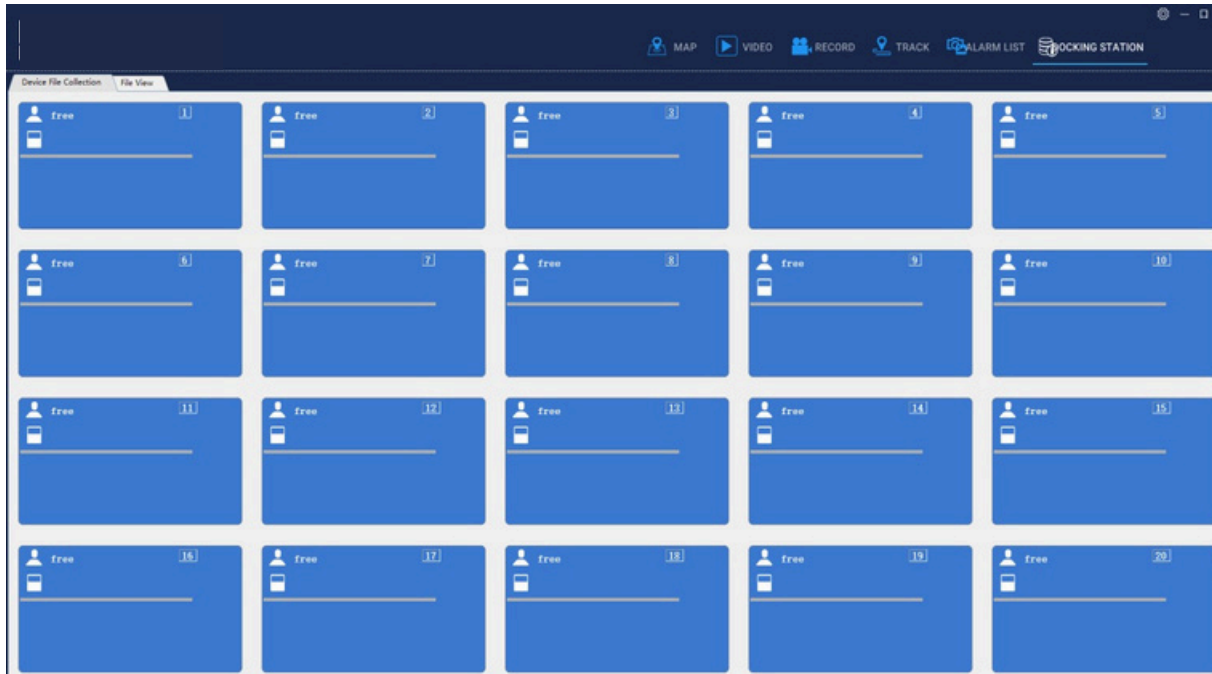 MAP VIDEO RECORD TRACK ALARM LIST DOCKING STATION
Device File Collection File View
free 1 free 2 free 3 free 4 free 5
free 6 free 7 free 8 free 9 free 10
free 11 free 12 free 13 free 14 free 15
free 16 free 17 free 18 free 19 free 20